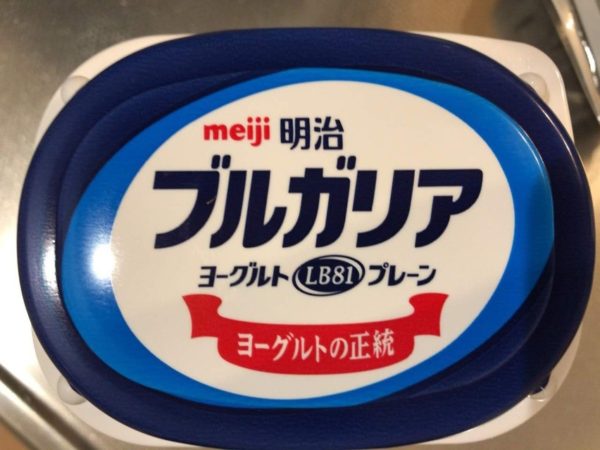 meiji 明治
ブルガリア
ヨーグルト LB81 プレーン
ヨーグルトの正統